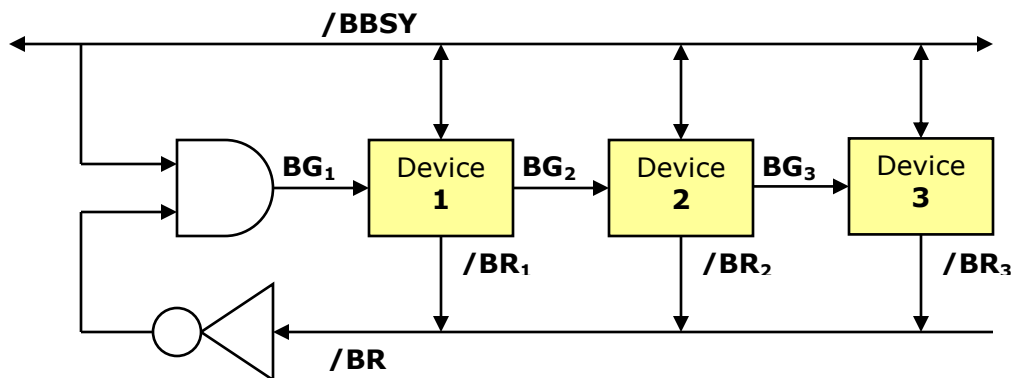 /BBSY
BG₁
Device
1
BG₂
Device
2
BG₃
Device
3
/BR₁
/BR₂
/BR₃
/BR